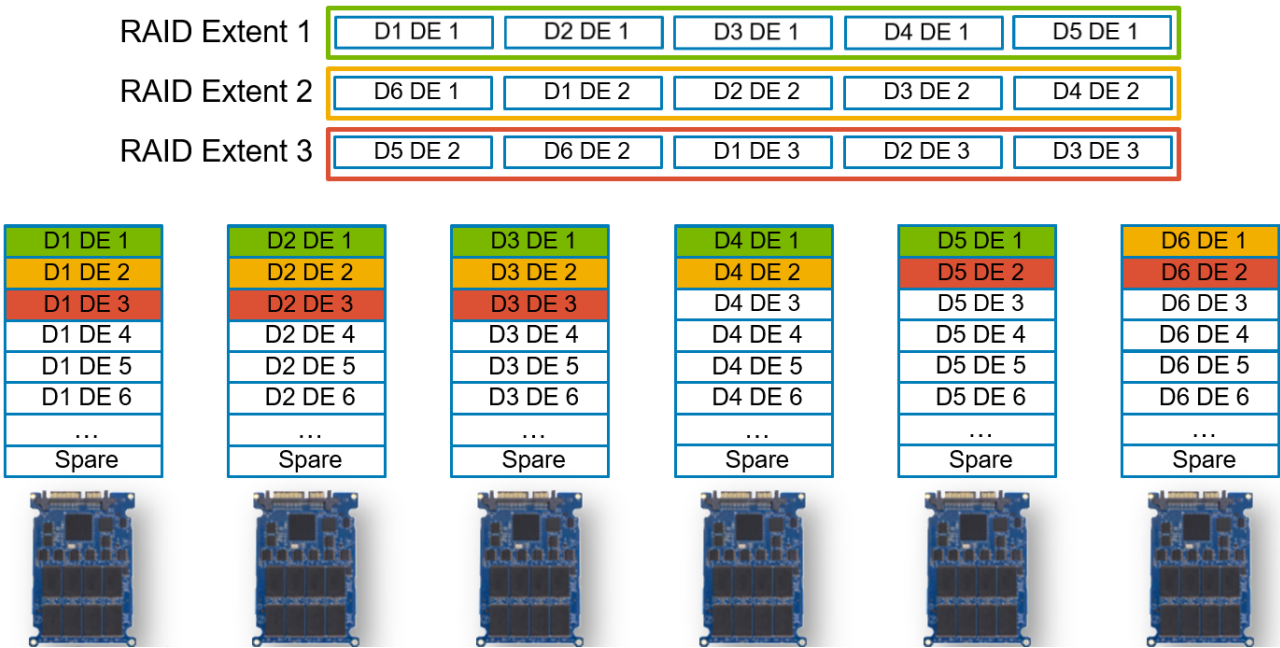 RAID Extent 1 D1 DE 1 D2 DE 1 D3 DE 1 D4 DE 1 D5 DE 1
RAID Extent 2 D6 DE 1 D1 DE 2 D2 DE 2 D3 DE 2 D4 DE 2
RAID Extent 3 D5 DE 2 D6 DE 2 D1 DE 3 D2 DE 3 D3 DE 3
D1 DE 1 D2 DE 1 D3 DE 1 D4 DE 1 D5 DE 1 D6 DE 1
D1 DE 2 D2 DE 2 D3 DE 2 D4 DE 2 D5 DE 2 D6 DE 2
D1 DE 3 D2 DE 3 D3 DE 3 D4 DE 3 D5 DE 3 D6 DE 3
D1 DE 4 D2 DE 4 D3 DE 4 D4 DE 4 D5 DE 4 D6 DE 4
D1 DE 5 D2 DE 5 D3 DE 5 D4 DE 5 D5 DE 5 D6 DE 5
D1 DE 6 D2 DE 6 D3 DE 6 D4 DE 6 D5 DE 6 D6 DE 6
… … … … … …
Spare Spare Spare Spare Spare Spare